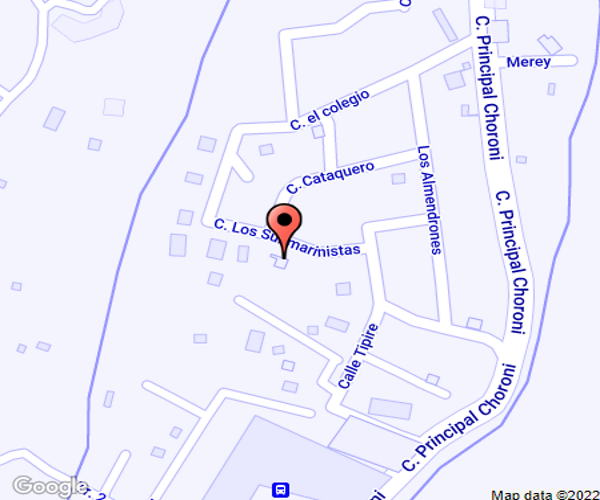 Merey
C. Principal Choroni
C. el colegio
C. Cataquero
Los Almendrones
C. Principal Choroni
C. Los Submarinistas
Calle Tipire
C. Principal Choroni
Google
Map data ©2022